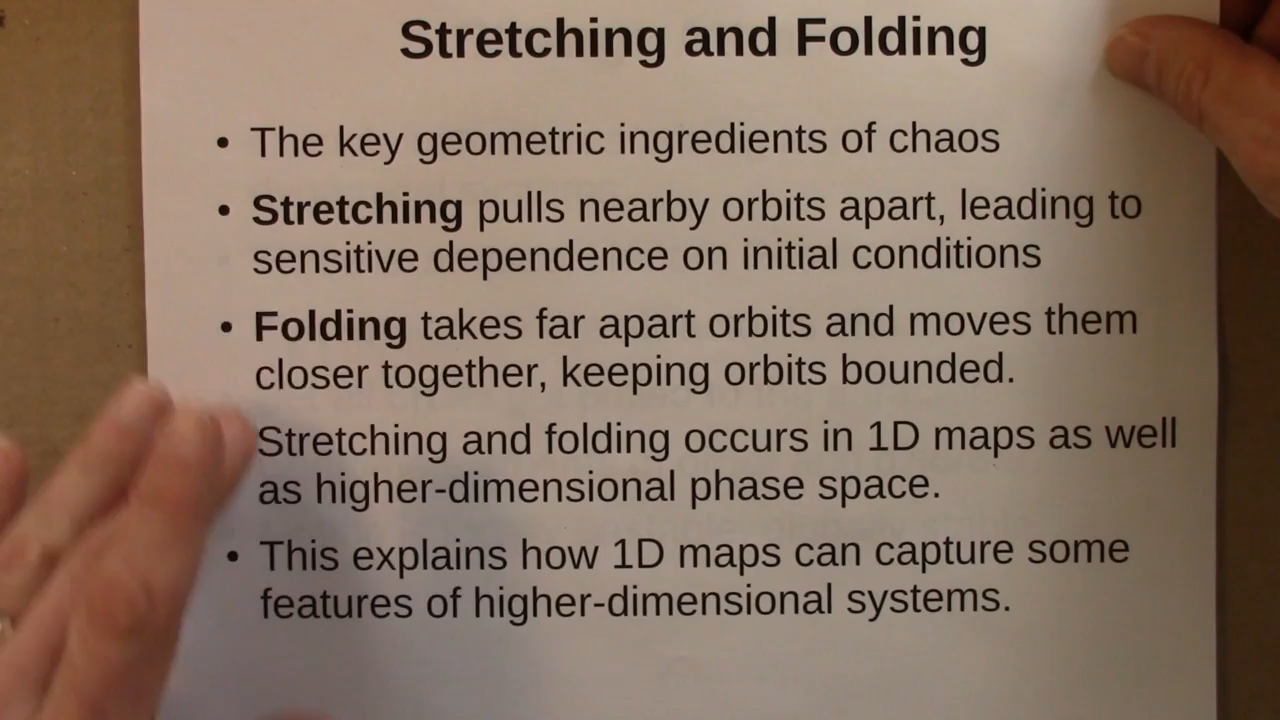 Stretching and Folding
• The key geometric ingredients of chaos
• Stretching pulls nearby orbits apart, leading to
sensitive dependence on initial conditions
• Folding takes far apart orbits and moves them
closer together, keeping orbits bounded.
Stretching and folding occurs in 1D maps as well
as higher-dimensional phase space.
• This explains how 1D maps can capture some
features of higher-dimensional systems.